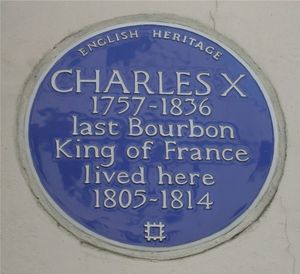 ENGLISH HERITAGE
CHARLES X
1757-1836
last Bourbon
King of France
lived here
1805-1814